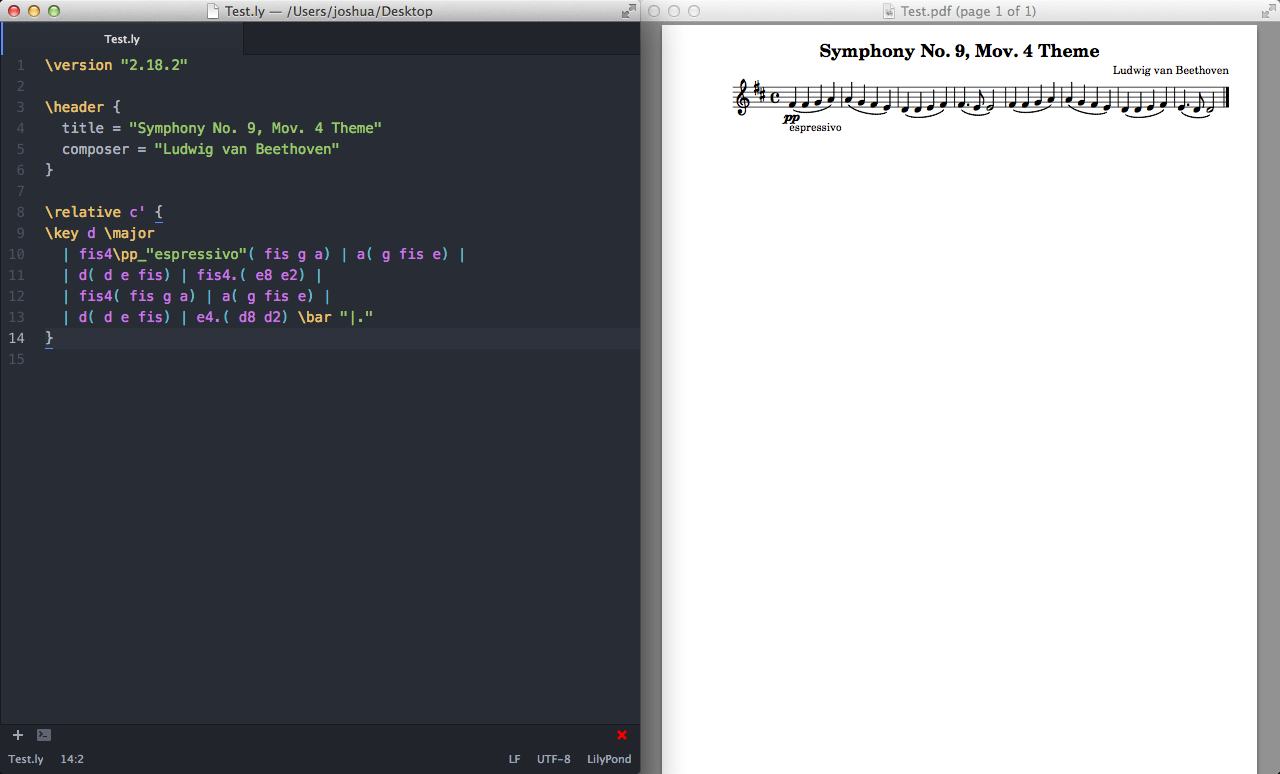 Test.ly — /Users/joshua/Desktop
Test.ly
1 \version "2.18.2"
2
3 \header {
4   title = "Symphony No. 9, Mov. 4 Theme"
5   composer = "Ludwig van Beethoven"
6 }
7
8 \relative c' {
9 \key d \major
10   | fis4\pp_"espressivo"( fis g a) | a( g fis e) |
11   | d( d e fis) | fis4.( e8 e2) |
12   | fis4( fis g a) | a( g fis e) |
13   | d( d e fis) | e4.( d8 d2) \bar "|."
14 }
15
Test.ly 14:2 LF UTF-8 LilyPond
Test.pdf (page 1 of 1)
Symphony No. 9, Mov. 4 Theme
Ludwig van Beethoven
pp
espressivo